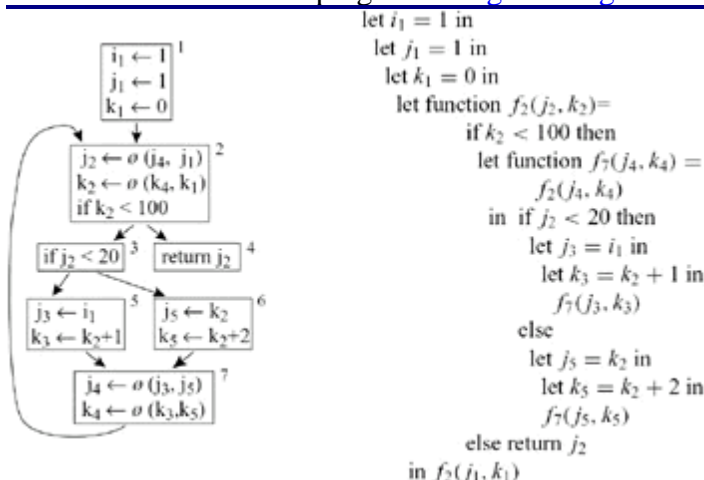 i₁ ← 1
j₁ ← 1
k₁ ← 0
1
j₂ ← ø (j₄, j₁)
k₂ ← ø (k₄, k₁)
if k₂ < 100
2
if j₂ < 20
3
return j₂
4
j₃ ← i₁
k₃ ← k₂+1
5
j₅ ← k₂
k₅ ← k₂+2
6
j₄ ← ø (j₃, j₅)
k₄ ← ø (k₃,k₅)
7
let i₁ = 1 in
let j₁ = 1 in
let k₁ = 0 in
let function f₂(j₂, k₂)=
if k₂ < 100 then
let function f₇(j₄, k₄) =
f₂(j₄, k₄)
in if j₂ < 20 then
let j₃ = i₁ in
let k₃ = k₂ + 1 in
f₇(j₃, k₃)
else
let j₅ = k₂ in
let k₅ = k₂ + 2 in
f₇(j₅, k₅)
else return j₂
in f₂(j₁, k₁)